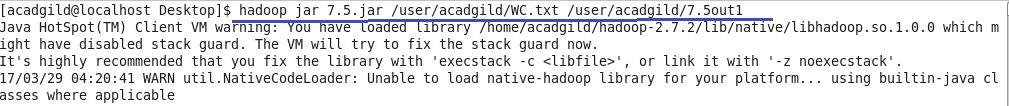 [acadgild@localhost Desktop]$ hadoop jar 7.5.jar /user/acadgild/WC.txt /user/acadgild/7.5out1
Java HotSpot(TM) Client VM warning: You have loaded library /home/acadgild/hadoop-2.7.2/lib/native/libhadoop.so.1.0.0 which m
ight have disabled stack guard. The VM will try to fix the stack guard now.
It's highly recommended that you fix the library with 'execstack -c <libfile>', or link it with '-z noexecstack'.
17/03/29 04:20:41 WARN util.NativeCodeLoader: Unable to load native-hadoop library for your platform... using builtin-java cl
asses where applicable